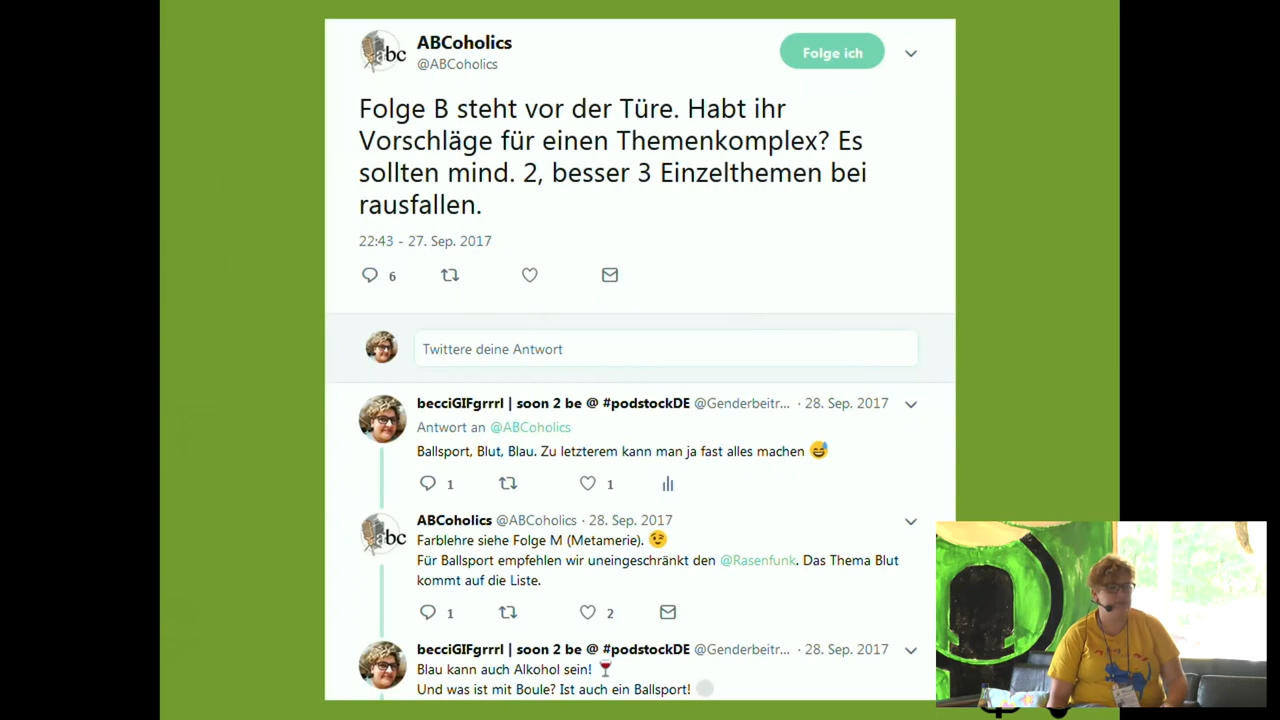 abc
ABCoholics
@ABCoholics
Folge ich
Folge B steht vor der Türe. Habt ihr
Vorschläge für einen Themenkomplex? Es
sollten mind. 2, besser 3 Einzelthemen bei
rausfallen.
22:43 - 27. Sep. 2017
6
Twittere deine Antwort
becciGIFgrrrl | soon 2 be @ #podstockDE @Genderbeitr... · 28. Sep. 2017
Antwort an @ABCoholics
Ballsport, Blut, Blau. Zu letzterem kann man ja fast alles machen 😅
1 1
abc
ABCoholics @ABCoholics · 28. Sep. 2017
Farblehre siehe Folge M (Metamerie). 😉
Für Ballsport empfehlen wir uneingeschränkt den @Rasenfunk. Das Thema Blut
kommt auf die Liste.
1 2
becciGIFgrrrl | soon 2 be @ #podstockDE @Genderbeitr... · 28. Sep. 2017
Blau kann auch Alkohol sein! 🍷
Und was ist mit Boule? Ist auch ein Ballsport!